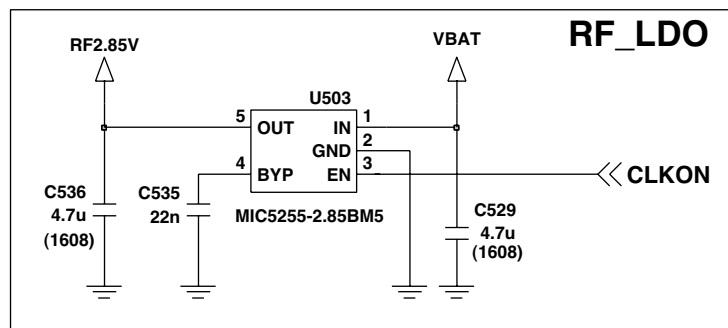 RF_LDO
RF2.85V
VBAT
U503
5 OUT IN 1
GND 2
4 BYP EN 3
CLKON
C536
4.7u
(1608)
C535
22n
MIC5255-2.85BM5
C529
4.7u
(1608)